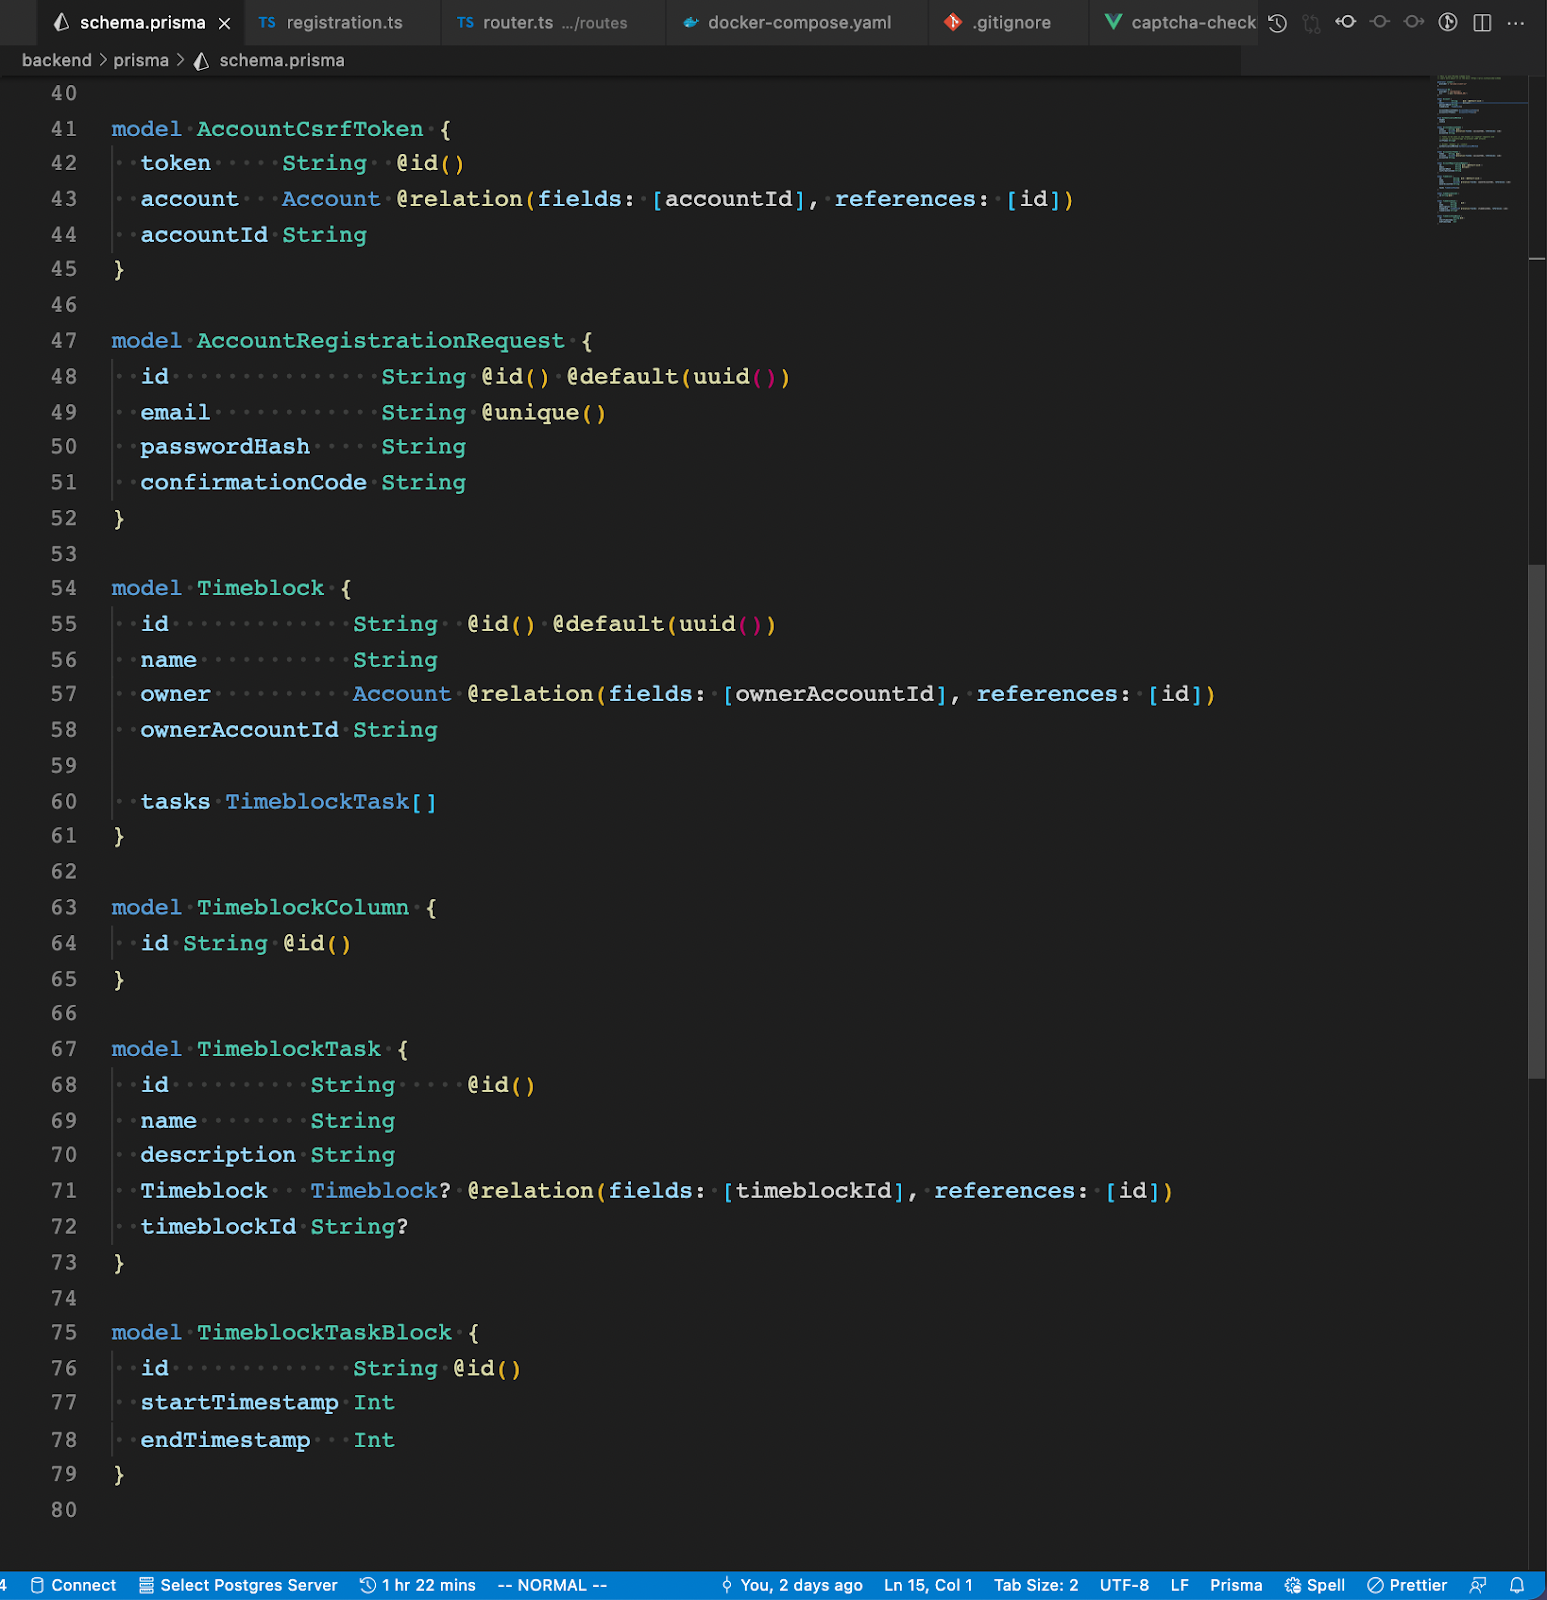 schema.prisma × TS registration.ts TS router.ts .../routes docker-compose.yaml .gitignore captcha-check
backend > prisma > schema.prisma
40
41 model AccountCsrfToken {
42 token String @id()
43 account Account @relation(fields: [accountId], references: [id])
44 accountId String
45 }
46
47 model AccountRegistrationRequest {
48 id String @id() @default(uuid())
49 email String @unique()
50 passwordHash String
51 confirmationCode String
52 }
53
54 model Timeblock {
55 id String @id() @default(uuid())
56 name String
57 owner Account @relation(fields: [ownerAccountId], references: [id])
58 ownerAccountId String
59
60 tasks TimeblockTask[]
61 }
62
63 model TimeblockColumn {
64 id String @id()
65 }
66
67 model TimeblockTask {
68 id String @id()
69 name String
70 description String
71 Timeblock Timeblock? @relation(fields: [timeblockId], references: [id])
72 timeblockId String?
73 }
74
75 model TimeblockTaskBlock {
76 id String @id()
77 startTimestamp Int
78 endTimestamp Int
79 }
80
4 Connect Select Postgres Server 1 hr 22 mins -- NORMAL -- You, 2 days ago Ln 15, Col 1 Tab Size: 2 UTF-8 LF Prisma Spell Prettier